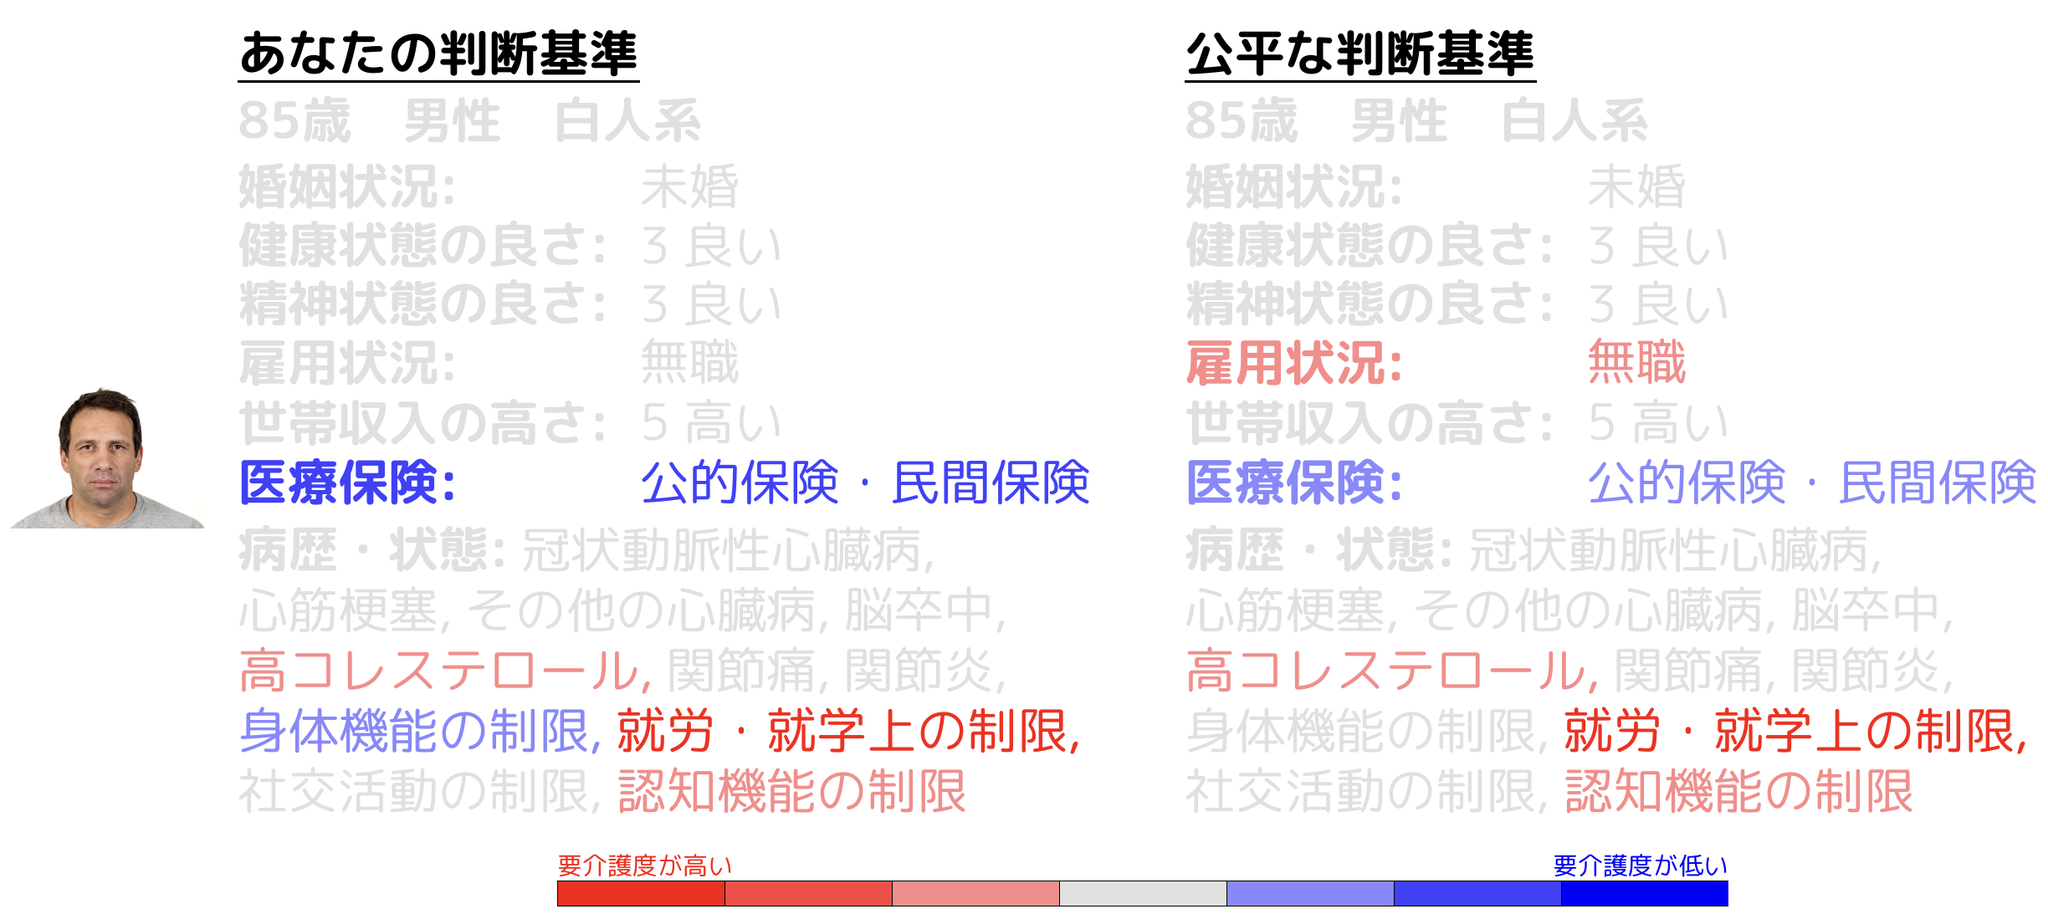 あなたの判断基準
85歳　男性　白人系
婚姻状況: 未婚
健康状態の良さ: 3 良い
精神状態の良さ: 3 良い
雇用状況: 無職
世帯収入の高さ: 5 高い
医療保険: 公的保険・民間保険
病歴・状態: 冠状動脈性心臓病,
心筋梗塞, その他の心臓病, 脳卒中,
高コレステロール, 関節痛, 関節炎,
身体機能の制限, 就労・就学上の制限,
社交活動の制限, 認知機能の制限
公平な判断基準
85歳　男性　白人系
婚姻状況: 未婚
健康状態の良さ: 3 良い
精神状態の良さ: 3 良い
雇用状況: 無職
世帯収入の高さ: 5 高い
医療保険: 公的保険・民間保険
病歴・状態: 冠状動脈性心臓病,
心筋梗塞, その他の心臓病, 脳卒中,
高コレステロール, 関節痛, 関節炎,
身体機能の制限, 就労・就学上の制限,
社交活動の制限, 認知機能の制限
要介護度が高い
要介護度が低い